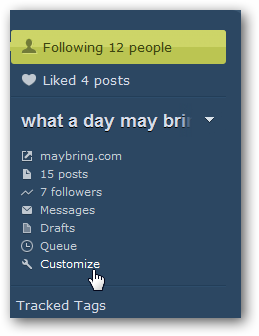 Following 12 people
Liked 4 posts
what a day may brin
maybring.com
15 posts
7 followers
Messages
Drafts
Queue
Customize
Tracked Tags